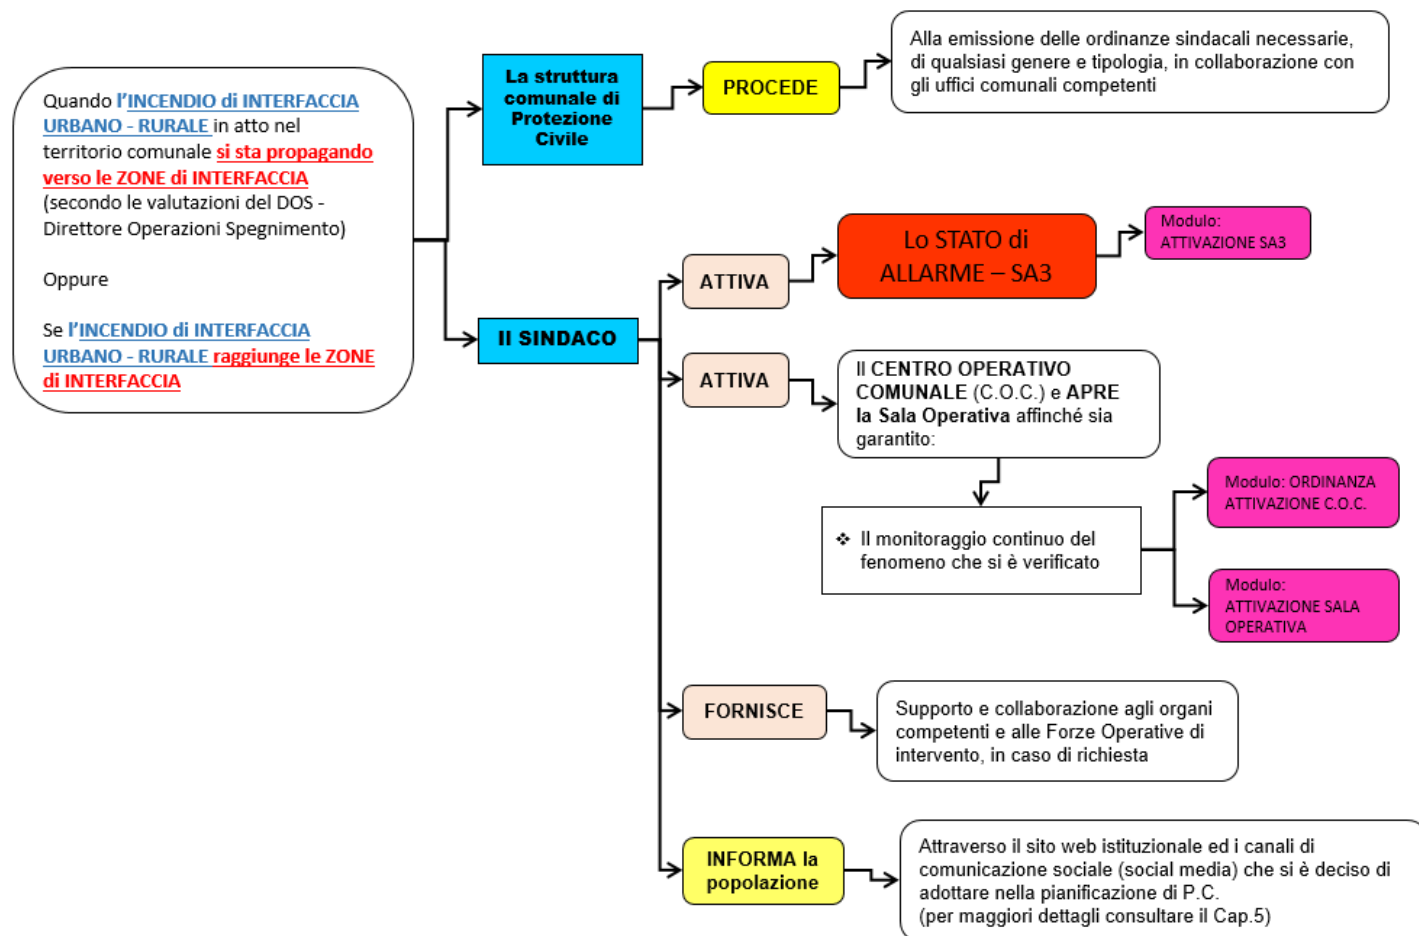 Quando l'INCENDIO di INTERFACCIA
URBANO - RURALE in atto nel
territorio comunale si sta propagando
verso le ZONE di INTERFACCIA
(secondo le valutazioni del DOS -
Direttore Operazioni Spegnimento)
Oppure
Se l'INCENDIO di INTERFACCIA
URBANO - RURALE raggiunge le ZONE
di INTERFACCIA
La struttura
comunale di
Protezione
Civile
PROCEDE
Alla emissione delle ordinanze sindacali necessarie,
di qualsiasi genere e tipologia, in collaborazione con
gli uffici comunali competenti
Il SINDACO
ATTIVA
Lo STATO di
ALLARME – SA3
Modulo:
ATTIVAZIONE SA3
ATTIVA
Il CENTRO OPERATIVO
COMUNALE (C.O.C.) e APRE
la Sala Operativa affinché sia
garantito:
❖ Il monitoraggio continuo del
fenomeno che si è verificato
Modulo: ORDINANZA
ATTIVAZIONE C.O.C.
Modulo:
ATTIVAZIONE SALA
OPERATIVA
FORNISCE
Supporto e collaborazione agli organi
competenti e alle Forze Operative di
intervento, in caso di richiesta
INFORMA la
popolazione
Attraverso il sito web istituzionale ed i canali di
comunicazione sociale (social media) che si è deciso di
adottare nella pianificazione di P.C.
(per maggiori dettagli consultare il Cap.5)